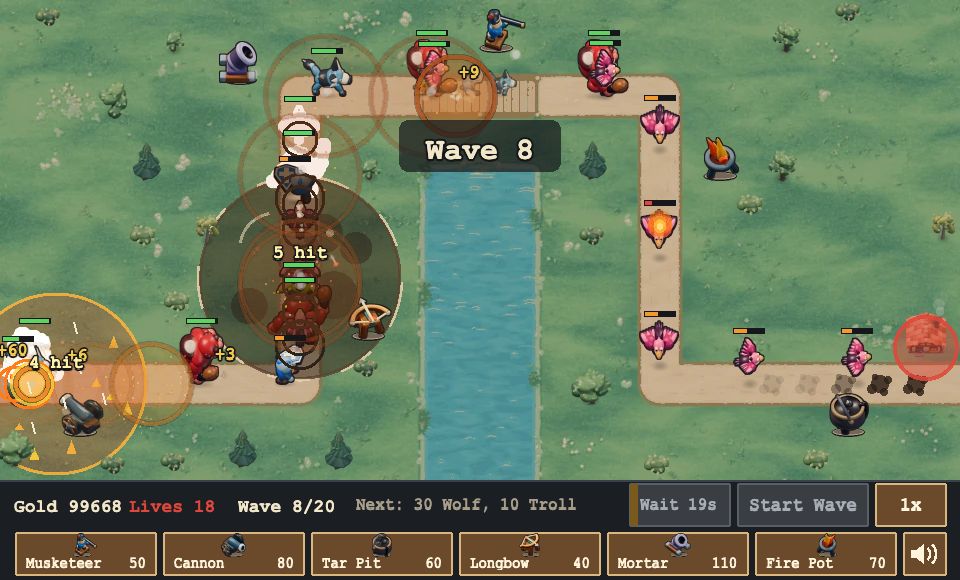 +9
Wave 8
5 hit
+60
+6
+3
4 hit
Gold 99668 Lives 18 Wave 8/20 Next: 30 Wolf, 10 Troll Wait 19s Start Wave 1x
Musketeer 50 Cannon 80 Tar Pit 60 Longbow 40 Mortar 110 Fire Pot 70